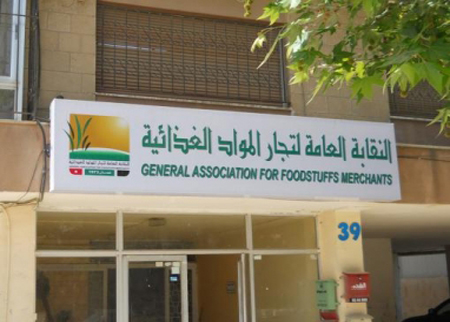 النقابة العامة لتجار المواد الغذائية
GENERAL ASSOCIATION FOR FOODSTUFFS MERCHANTS
39